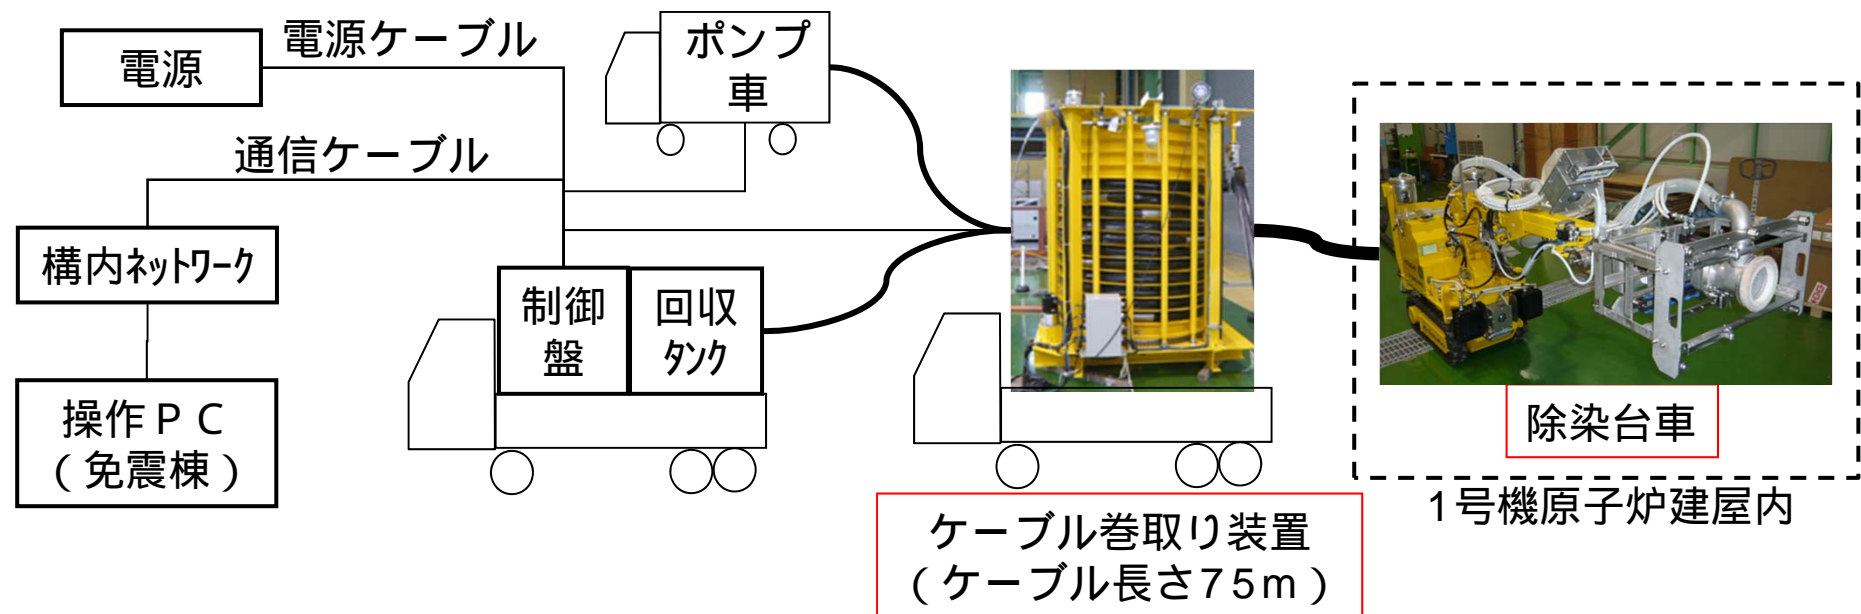 電源
電源ケーブル
ポンプ
車
通信ケーブル
構内ネットワーク
制御
盤
回収
タンク
操作ＰＣ
（免震棟）
除染台車
1号機原子炉建屋内
ケーブル巻取り装置
（ケーブル長さ75m）